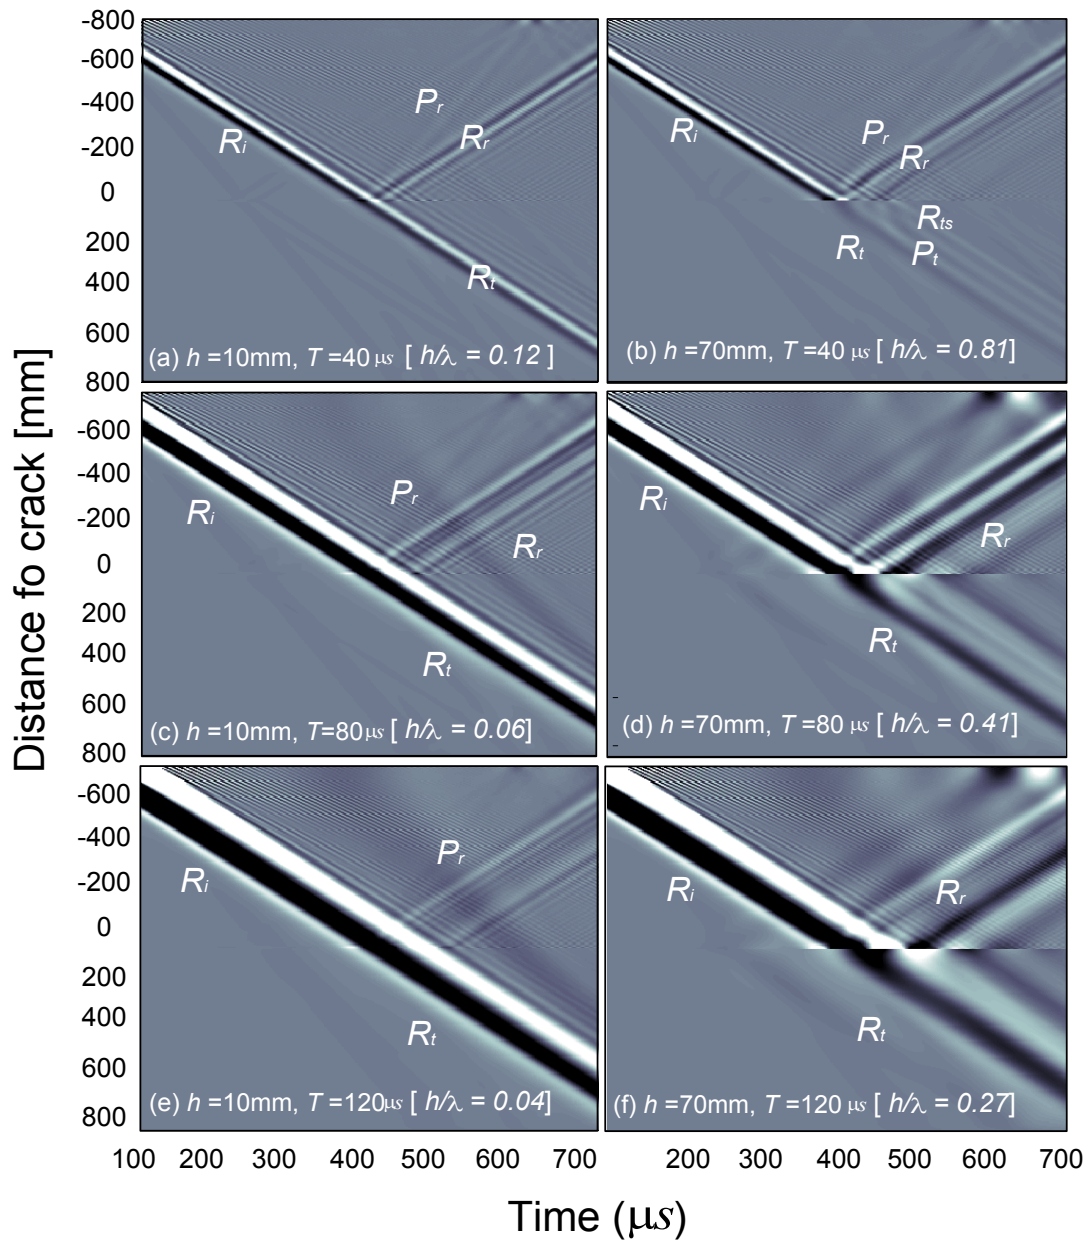 -800
-600
-400
-200
0
200
400
600
800
-600
-400
-200
0
200
400
600
800
-600
-400
-200
0
200
400
600
800
Distance fo crack [mm]
Ri
Pr
Rr
Rt
(a) h =10mm, T =40 μs [ h/λ = 0.12 ]
Ri
Pr
Rr
Rts
Rt
Pt
(b) h =70mm, T =40 μs [ h/λ = 0.81]
Ri
Pr
Rr
Rt
(c) h =10mm, T=80 μs [ h/λ = 0.06]
Ri
Rr
Rt
(d) h =70mm, T =80 μs [ h/λ = 0.41]
Ri
Pr
Rt
(e) h =10mm, T =120μs [ h/λ = 0.04]
Ri
Rr
Rt
(f) h =70mm, T =120 μs [ h/λ = 0.27]
100 200 300 400 500 600 700
200 300 400 500 600 700
Time (μs)